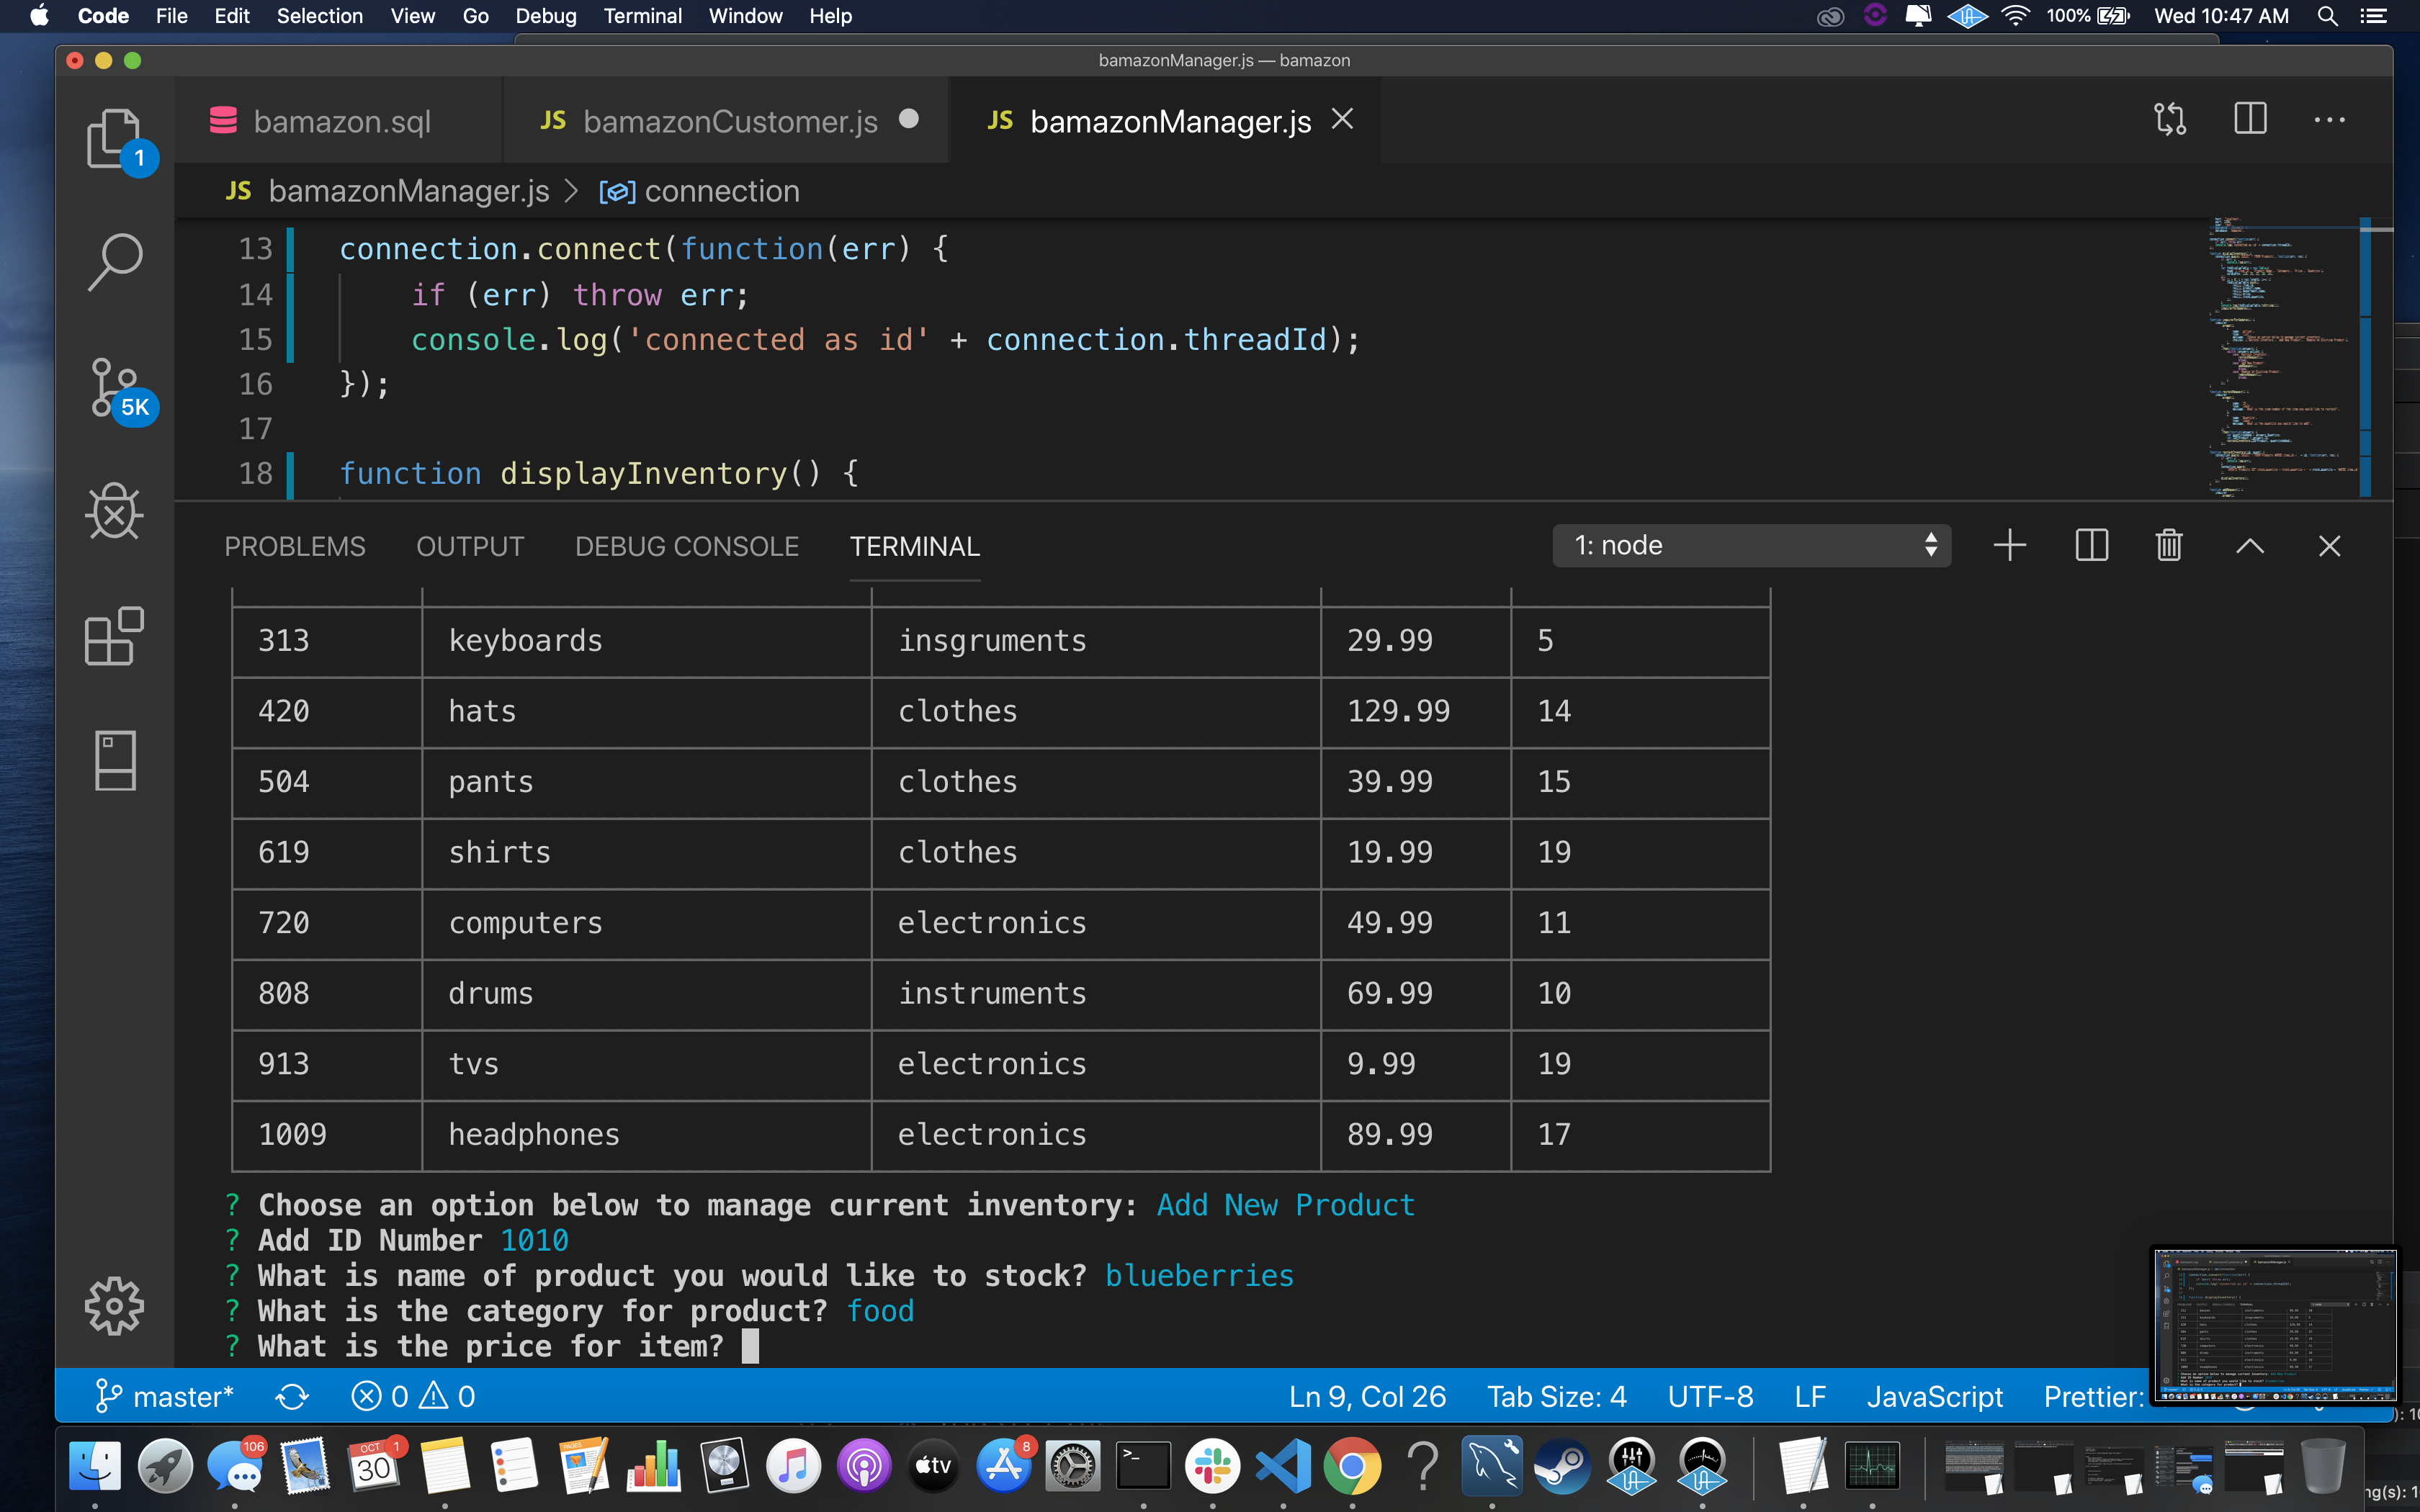 Code File Edit Selection View Go Debug Terminal Window Help 100% Wed 10:47 AM
bamazonManager.js — bamazon
bamazon.sql JS bamazonCustomer.js JS bamazonManager.js
1
JS bamazonManager.js > connection
13 connection.connect(function(err) {
14 if (err) throw err;
15 console.log('connected as id' + connection.threadId);
16 });
17
18 function displayInventory() {
5K
PROBLEMS OUTPUT DEBUG CONSOLE TERMINAL 1: node
313 keyboards insgruments 29.99 5
420 hats clothes 129.99 14
504 pants clothes 39.99 15
619 shirts clothes 19.99 19
720 computers electronics 49.99 11
808 drums instruments 69.99 10
913 tvs electronics 9.99 19
1009 headphones electronics 89.99 17
? Choose an option below to manage current inventory: Add New Product
? Add ID Number 1010
? What is name of product you would like to stock? blueberries
? What is the category for product? food
? What is the price for item?
master* 0 0 Ln 9, Col 26 Tab Size: 4 UTF-8 LF JavaScript Prettier:
106 OCT 30 1 PAGES tv 8 >_ ?